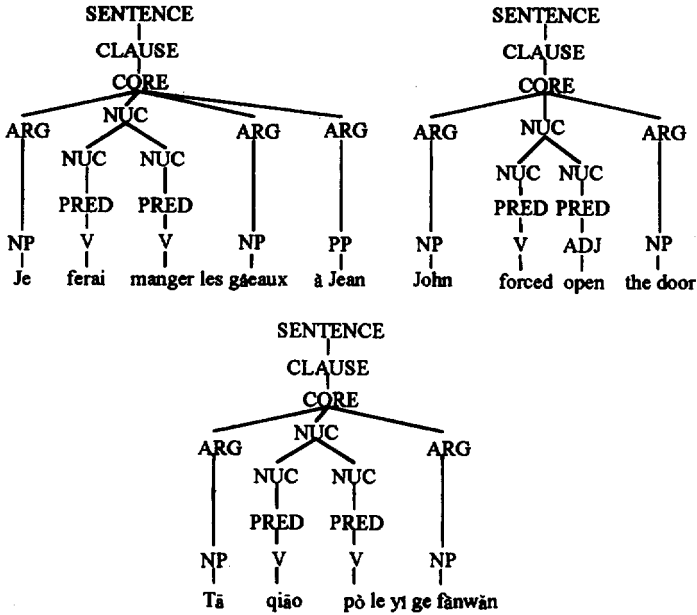 SENTENCE
CLAUSE
CORE
NUC
ARG ARG ARG
NUC NUC
PRED PRED
NP V V NP PP
Je ferai manger les gâteaux à Jean
SENTENCE
CLAUSE
CORE
NUC
ARG ARG
NUC NUC
PRED PRED
NP V ADJ NP
John forced open the door
SENTENCE
CLAUSE
CORE
NUC
ARG ARG
NUC NUC
PRED PRED
NP V V NP
Tā qiāo pò le yī ge fànwǎn